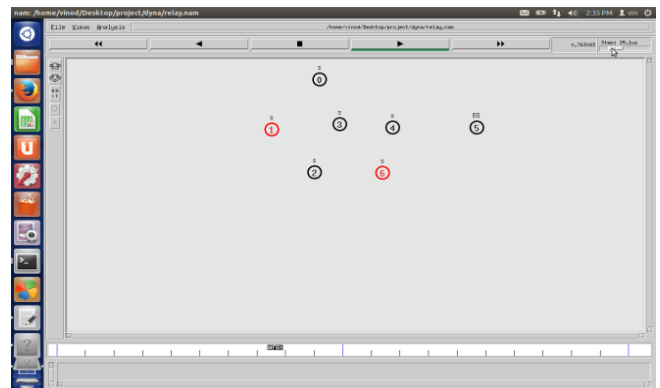 nam: /home/vinod/Desktop/project/dyna/relay.nam
2:35 PM
vin
File Views Analysis
/home/vinod/Desktop/project/dyna/relay.nam
S
0
S
1
S
3
S
4
BS
5
S
2
S
6